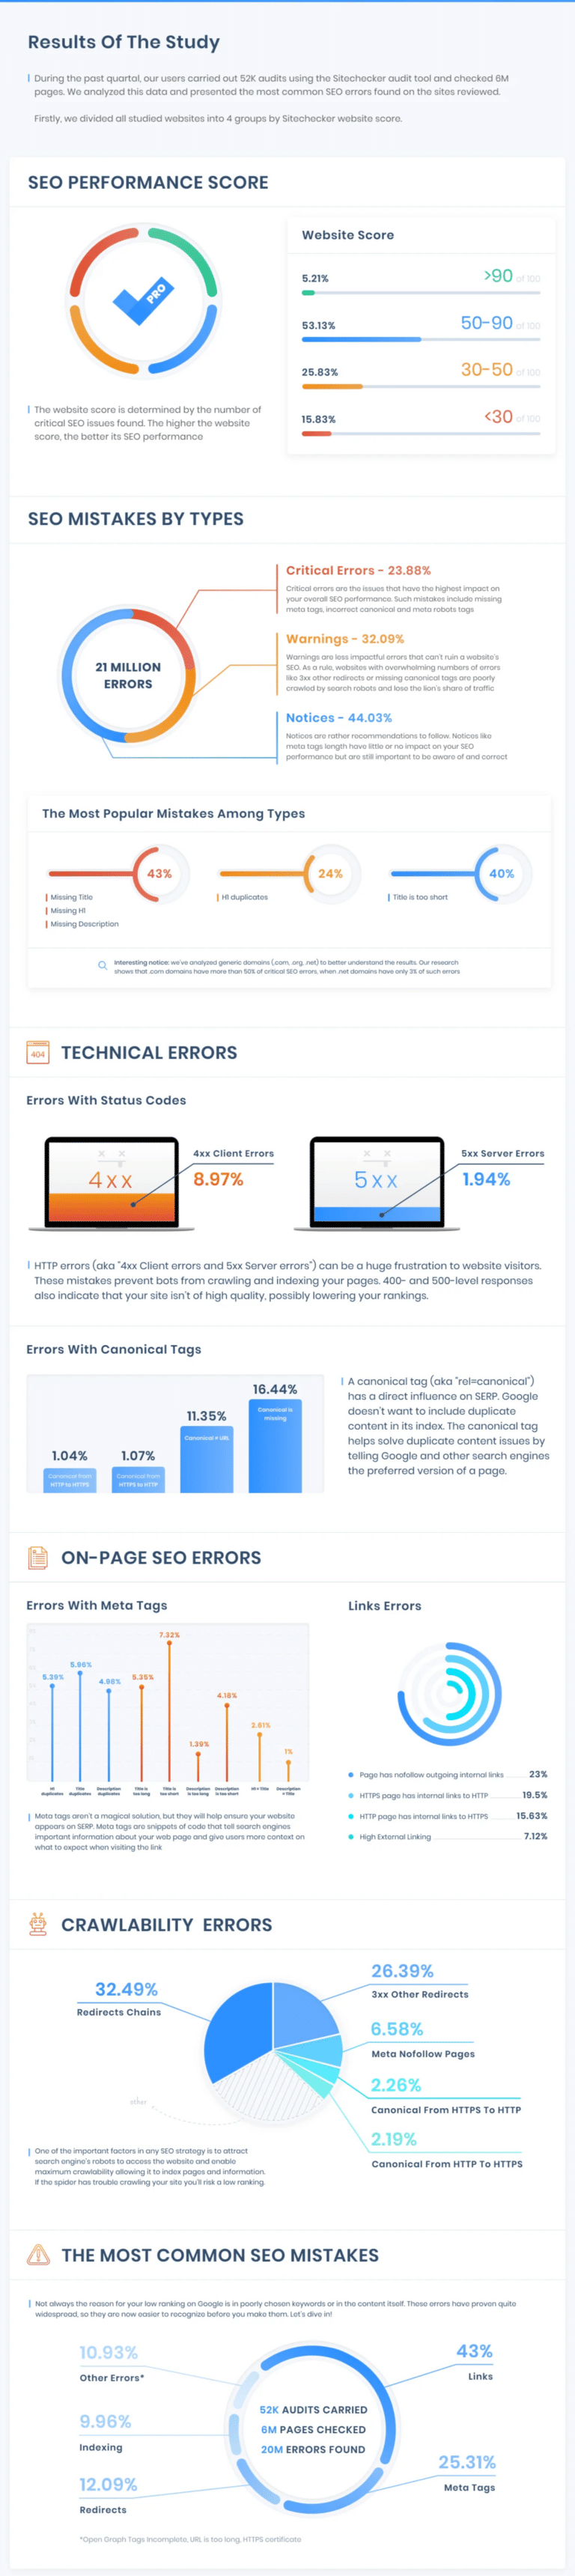 Results Of The Study
During the past quartal, our users carried out 52K audits using the Sitechecker audit tool and checked 6M
pages. We analyzed this data and presented the most common SEO errors found on the sites reviewed.
Firstly, we divided all studied websites into 4 groups by Sitechecker website score.
SEO PERFORMANCE SCORE
PRO
The website score is determined by the number of
critical SEO issues found. The higher the website
score, the better its SEO performance
Website Score
5.21% >90 of 100
53.13% 50-90 of 100
25.83% 30-50 of 100
15.83% <30 of 100
SEO MISTAKES BY TYPES
21 MILLION
ERRORS
Critical Errors - 23.88%
Critical errors are the issues that have the highest impact on
your overall SEO performance. Such mistakes include missing
meta tags, incorrect canonical and meta robots tags
Warnings - 32.09%
Warnings are less impactful errors that can't ruin a website's
SEO. As a rule, websites with overwhelming numbers of errors
like 3xx other redirects or missing canonical tags are poorly
crawled by search robots and lose the lion's share of traffic
Notices - 44.03%
Notices are rather recommendations to follow. Notices like
meta tags length have little or no impact on your SEO
performance but are still important to be aware of and correct
The Most Popular Mistakes Among Types
43%
Missing Title
Missing H1
Missing Description
24%
H1 duplicates
40%
Title is too short
Interesting notice: we've analyzed generic domains (.com, .org, .net) to better understand the results. Our research
shows that .com domains have more than 50% of critical SEO errors, when .net domains have only 3% of such errors
404
TECHNICAL ERRORS
Errors With Status Codes
4xx
4xx Client Errors
8.97%
5xx
5xx Server Errors
1.94%
HTTP errors (aka "4xx Client errors and 5xx Server errors") can be a huge frustration to website visitors.
These mistakes prevent bots from crawling and indexing your pages. 400- and 500-level responses
also indicate that your site isn't of high quality, possibly lowering your rankings.
Errors With Canonical Tags
1.04%
Canonical from
HTTP to HTTPS
1.07%
Canonical from
HTTPS to HTTP
11.35%
Canonical ≠ URL
16.44%
Canonical is
missing
A canonical tag (aka "rel=canonical")
has a direct influence on SERP. Google
doesn't want to include duplicate
content in its index. The canonical tag
helps solve duplicate content issues by
telling Google and other search engines
the preferred version of a page.
ON-PAGE SEO ERRORS
Errors With Meta Tags
5.39%
5.96%
4.98%
5.35%
7.32%
1.39%
4.18%
2.61%
1%
H1
duplicates
Title
duplicates
Description
duplicates
Title is
too long
Title is
too short
Description
is too long
Description
is too short
H1 = Title
Description
= Title
Meta tags aren't a magical solution, but they will help ensure your website
appears on SERP. Meta tags are snippets of code that tell search engines
important information about your web page and give users more context on
what to expect when visiting the link
Links Errors
Page has nofollow outgoing internal links 23%
HTTPS page has internal links to HTTP 19.5%
HTTP page has internal links to HTTPS 15.63%
High External Linking 7.12%
CRAWLABILITY ERRORS
32.49%
Redirects Chains
26.39%
3xx Other Redirects
6.58%
Meta Nofollow Pages
2.26%
Canonical From HTTPS To HTTP
2.19%
Canonical From HTTP To HTTPS
other
One of the important factors in any SEO strategy is to attract
search engine's robots to access the website and enable
maximum crawlability allowing it to index pages and information.
If the spider has trouble crawling your site you'll risk a low ranking.
THE MOST COMMON SEO MISTAKES
Not always the reason for your low ranking on Google is in poorly chosen keywords or in the content itself. These errors have proven quite
widespread, so they are now easier to recognize before you make them. Let's dive in!
10.93%
Other Errors*
9.96%
Indexing
12.09%
Redirects
52K AUDITS CARRIED
6M PAGES CHECKED
20M ERRORS FOUND
43%
Links
25.31%
Meta Tags
*Open Graph Tags Incomplete, URL is too long, HTTPS certificate